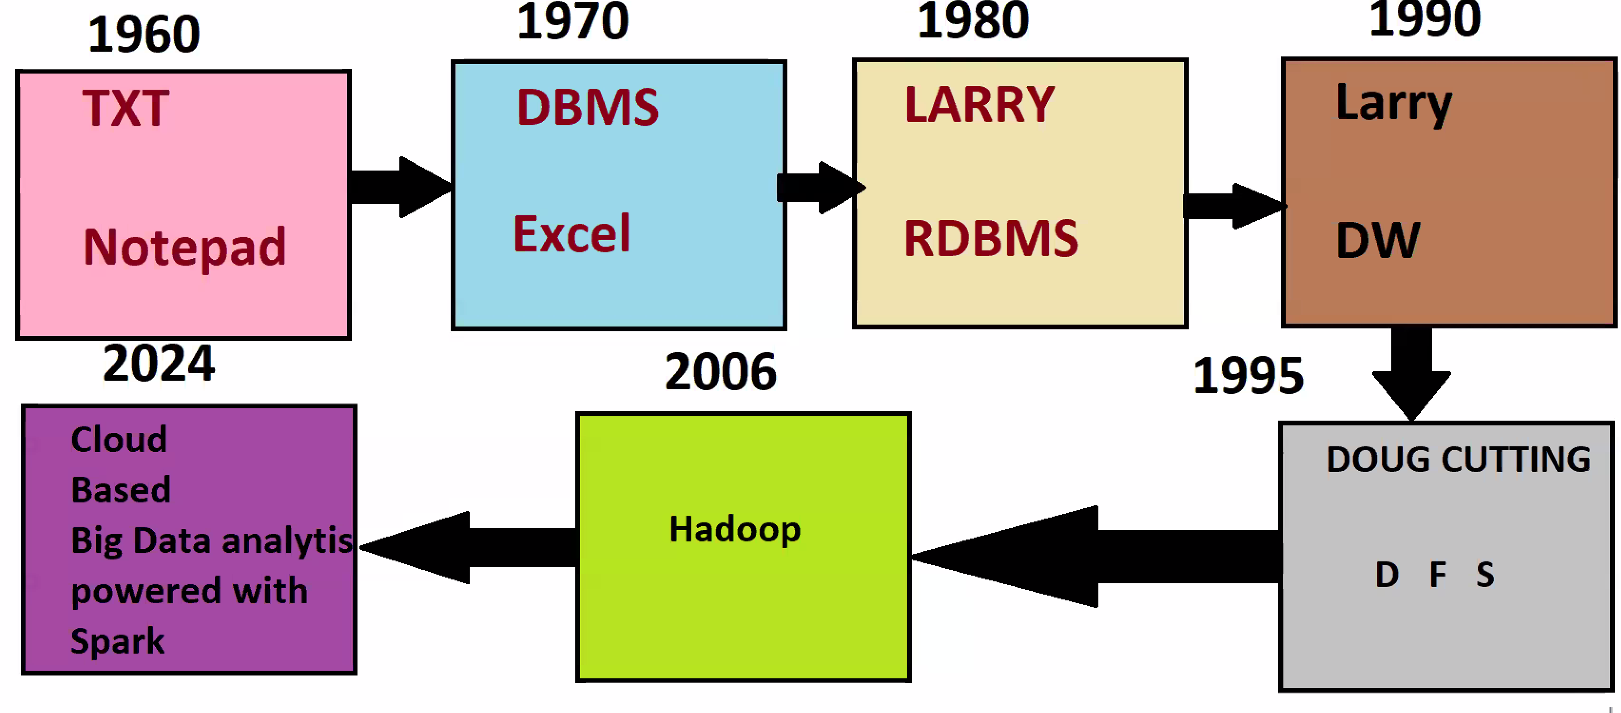 1960
TXT
Notepad
1970
DBMS
Excel
1980
LARRY
RDBMS
1990
Larry
DW
1995
DOUG CUTTING
D F S
2006
Hadoop
2024
Cloud
Based
Big Data analytis
powered with
Spark